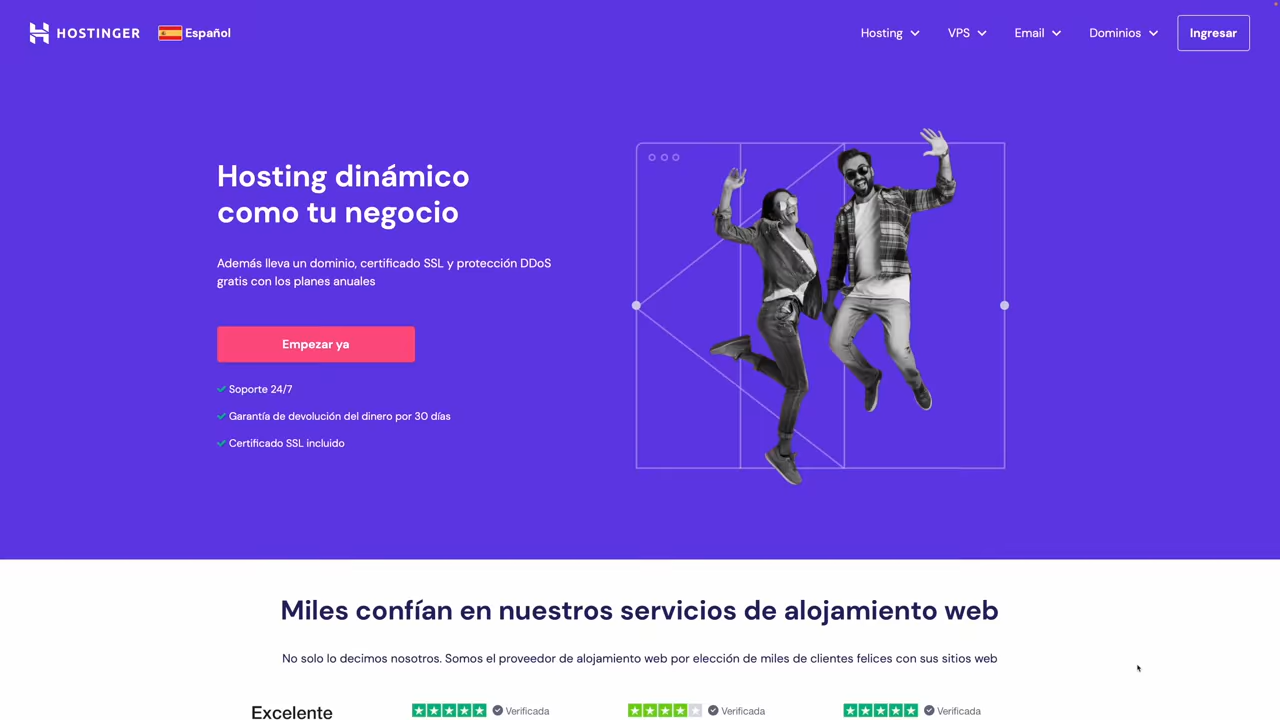 HOSTINGER
Español
Hosting
VPS
Email
Dominios
Ingresar
Hosting dinámico
como tu negocio
Además lleva un dominio, certificado SSL y protección DDoS
gratis con los planes anuales
Empezar ya
Soporte 24/7
Garantía de devolución del dinero por 30 días
Certificado SSL incluido
Miles confían en nuestros servicios de alojamiento web
No solo lo decimos nosotros. Somos el proveedor de alojamiento web por elección de miles de clientes felices con sus sitios web
Excelente
Verificada
Verificada
Verificada